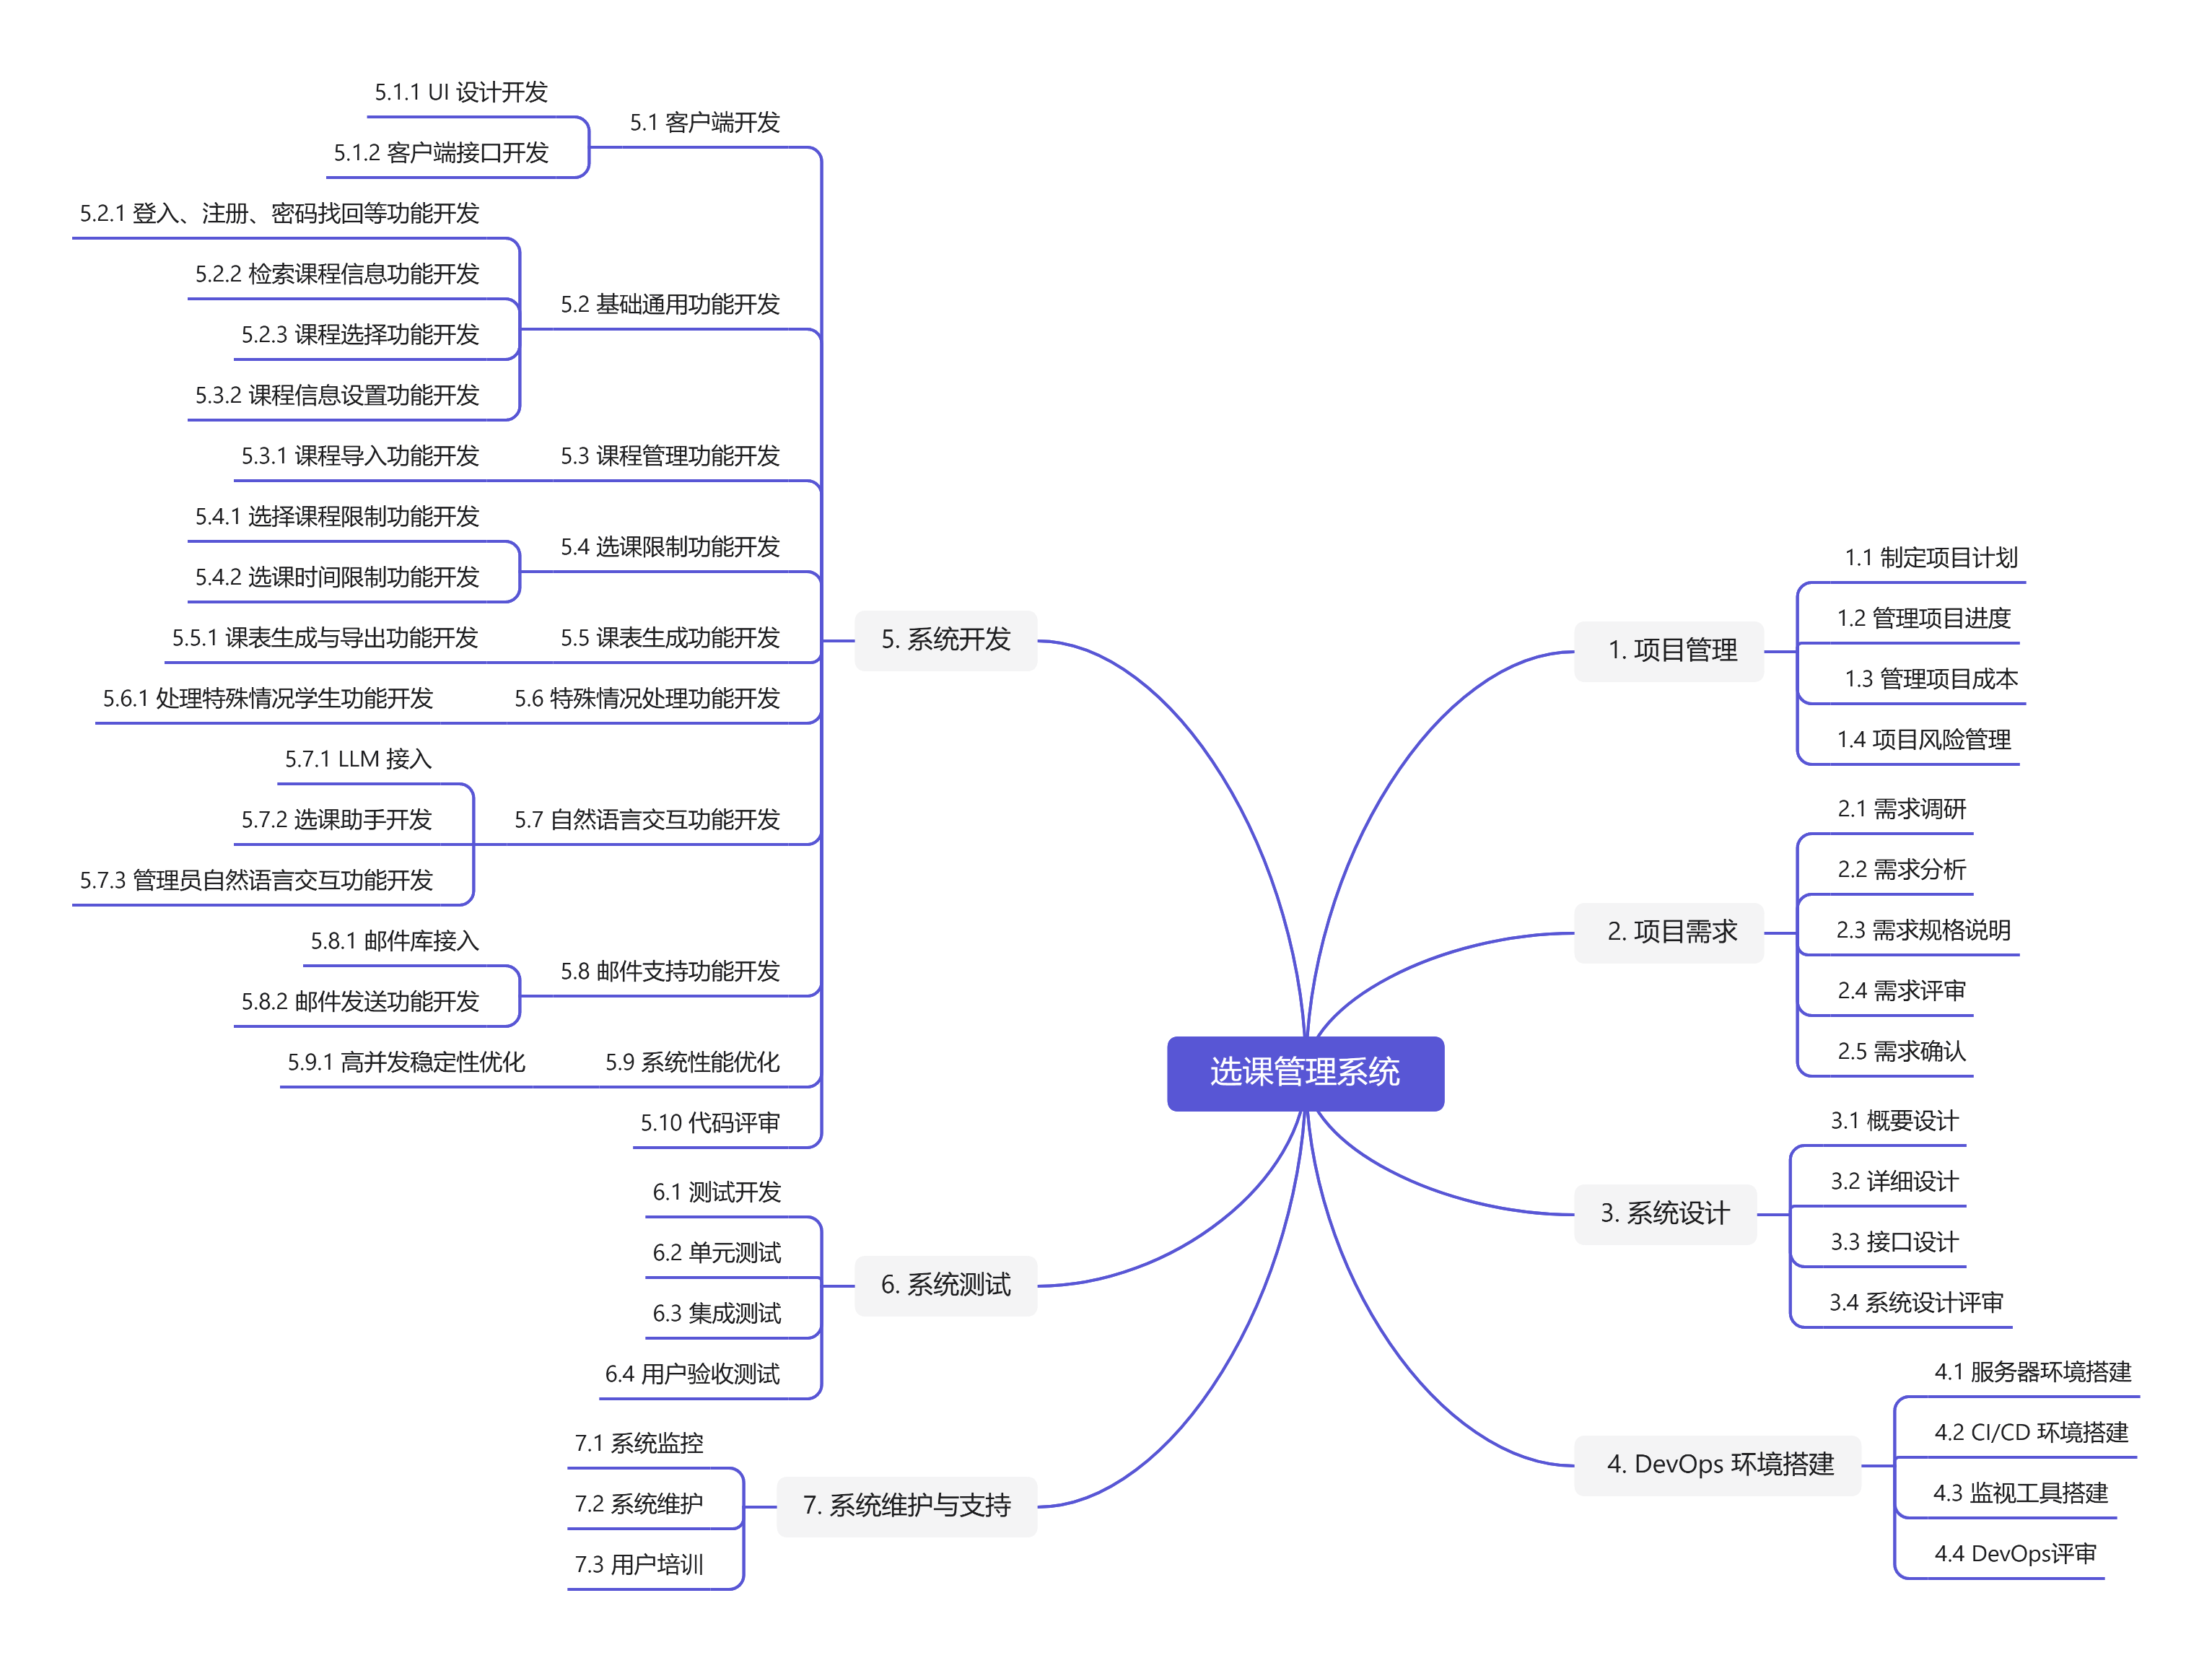 选课管理系统
1. 项目管理
1.1 制定项目计划
1.2 管理项目进度
1.3 管理项目成本
1.4 项目风险管理
2. 项目需求
2.1 需求调研
2.2 需求分析
2.3 需求规格说明
2.4 需求评审
2.5 需求确认
3. 系统设计
3.1 概要设计
3.2 详细设计
3.3 接口设计
3.4 系统设计评审
4. DevOps 环境搭建
4.1 服务器环境搭建
4.2 CI/CD 环境搭建
4.3 监视工具搭建
4.4 DevOps评审
5. 系统开发
5.1 客户端开发
5.1.1 UI 设计开发
5.1.2 客户端接口开发
5.2 基础通用功能开发
5.2.1 登入、注册、密码找回等功能开发
5.2.2 检索课程信息功能开发
5.2.3 课程选择功能开发
5.3.2 课程信息设置功能开发
5.3 课程管理功能开发
5.3.1 课程导入功能开发
5.4 选课限制功能开发
5.4.1 选择课程限制功能开发
5.4.2 选课时间限制功能开发
5.5 课表生成功能开发
5.5.1 课表生成与导出功能开发
5.6 特殊情况处理功能开发
5.6.1 处理特殊情况学生功能开发
5.7 自然语言交互功能开发
5.7.1 LLM 接入
5.7.2 选课助手开发
5.7.3 管理员自然语言交互功能开发
5.8 邮件支持功能开发
5.8.1 邮件库接入
5.8.2 邮件发送功能开发
5.9 系统性能优化
5.9.1 高并发稳定性优化
5.10 代码评审
6. 系统测试
6.1 测试开发
6.2 单元测试
6.3 集成测试
6.4 用户验收测试
7. 系统维护与支持
7.1 系统监控
7.2 系统维护
7.3 用户培训